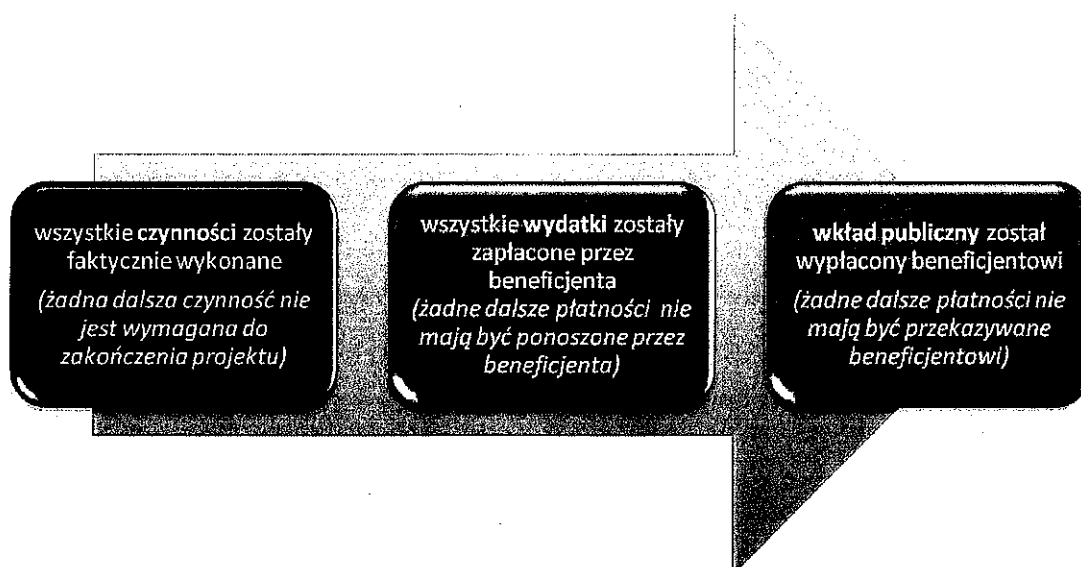 wszystkie czynności zostały
faktycznie wykonane
(żadna dalsza czynność nie
jest wymagana do
zakończenia projektu)
wszystkie wydatki zostały
zapłacone przez
beneficjenta
(żadne dalsze płatności nie
mają być ponoszone przez
beneficjenta)
wkład publiczny został
wypłacony beneficjentowi
(żadne dalsze płatności nie
mają być przekazywane
beneficjentowi)